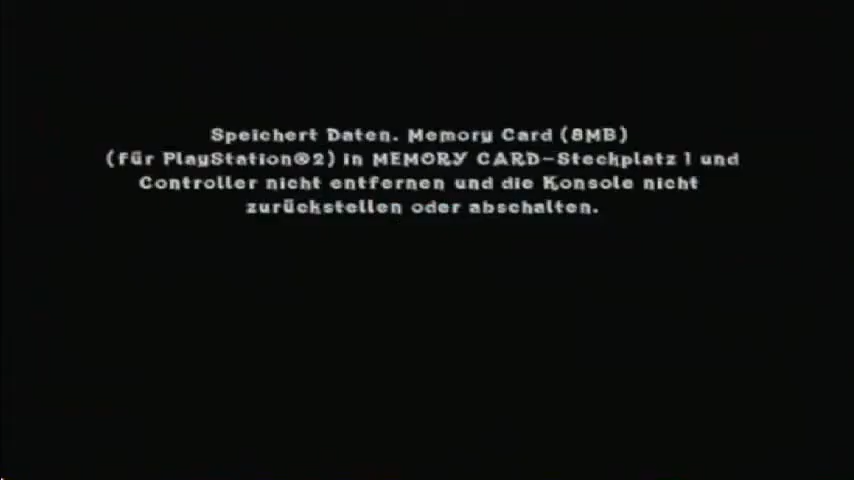 Speichert Daten. Memory Card (8MB)
(für PlayStation®2) in MEMORY CARD-Steckplatz 1 und
Controller nicht entfernen und die Konsole nicht
zurückstellen oder abschalten.